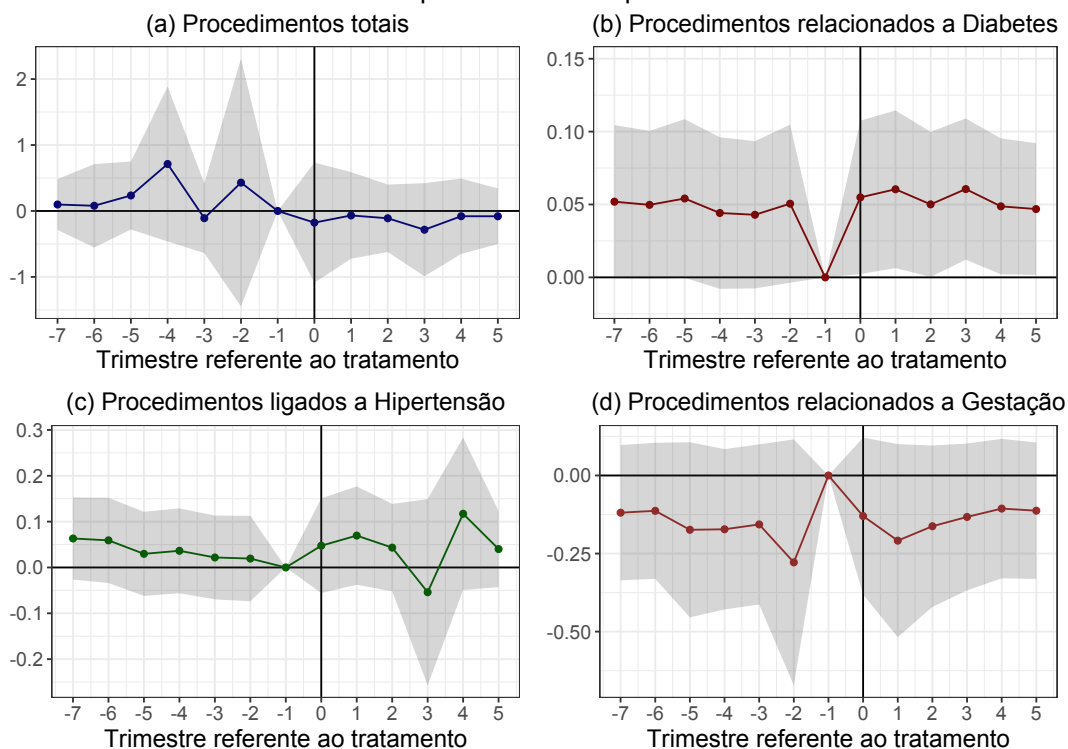 (a) Procedimentos totais
2
1
0
-1
-7 -6 -5 -4 -3 -2 -1 0 1 2 3 4 5
Trimestre referente ao tratamento
(b) Procedimentos relacionados a Diabetes
0.15
0.10
0.05
0.00
-7 -6 -5 -4 -3 -2 -1 0 1 2 3 4 5
Trimestre referente ao tratamento
(c) Procedimentos ligados a Hipertensão
0.3
0.2
0.1
0.0
-0.1
-0.2
-7 -6 -5 -4 -3 -2 -1 0 1 2 3 4 5
Trimestre referente ao tratamento
(d) Procedimentos relacionados a Gestação
0.00
-0.25
-0.50
-7 -6 -5 -4 -3 -2 -1 0 1 2 3 4 5
Trimestre referente ao tratamento